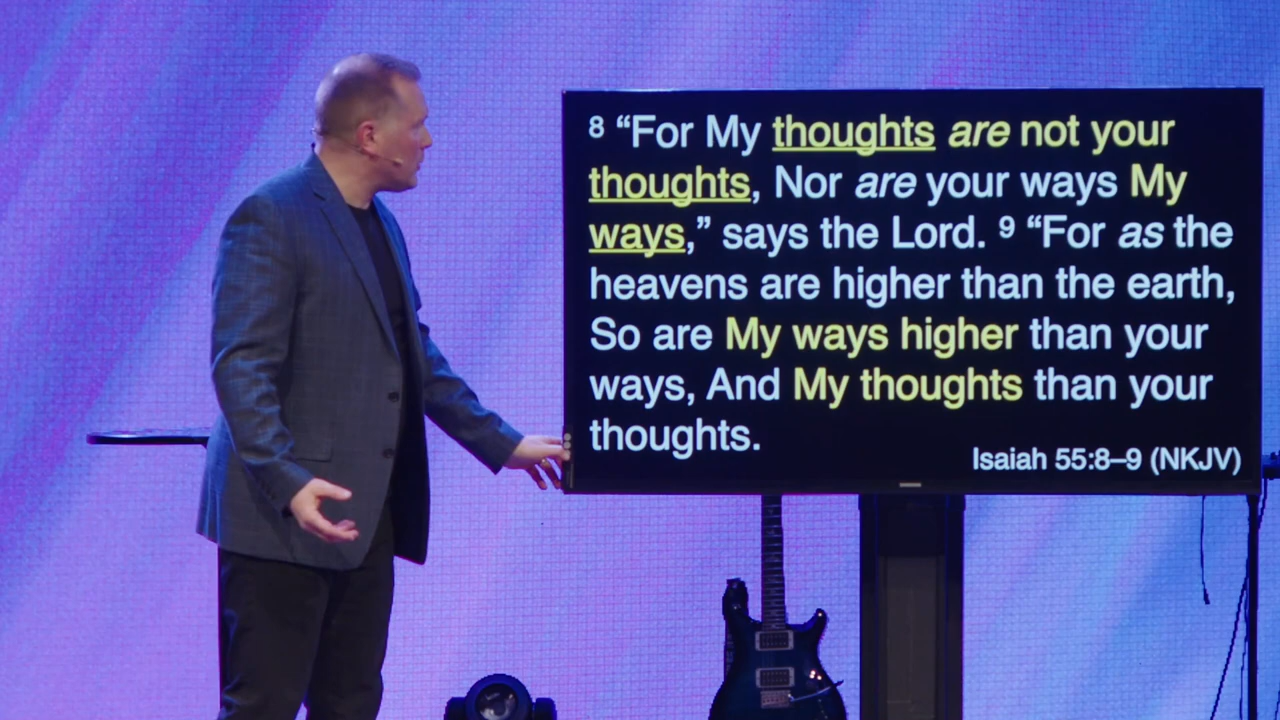 8 “For My thoughts are not your
thoughts, Nor are your ways My
ways,” says the Lord. 9 “For as the
heavens are higher than the earth,
So are My ways higher than your
ways, And My thoughts than your
thoughts.
Isaiah 55:8–9 (NKJV)